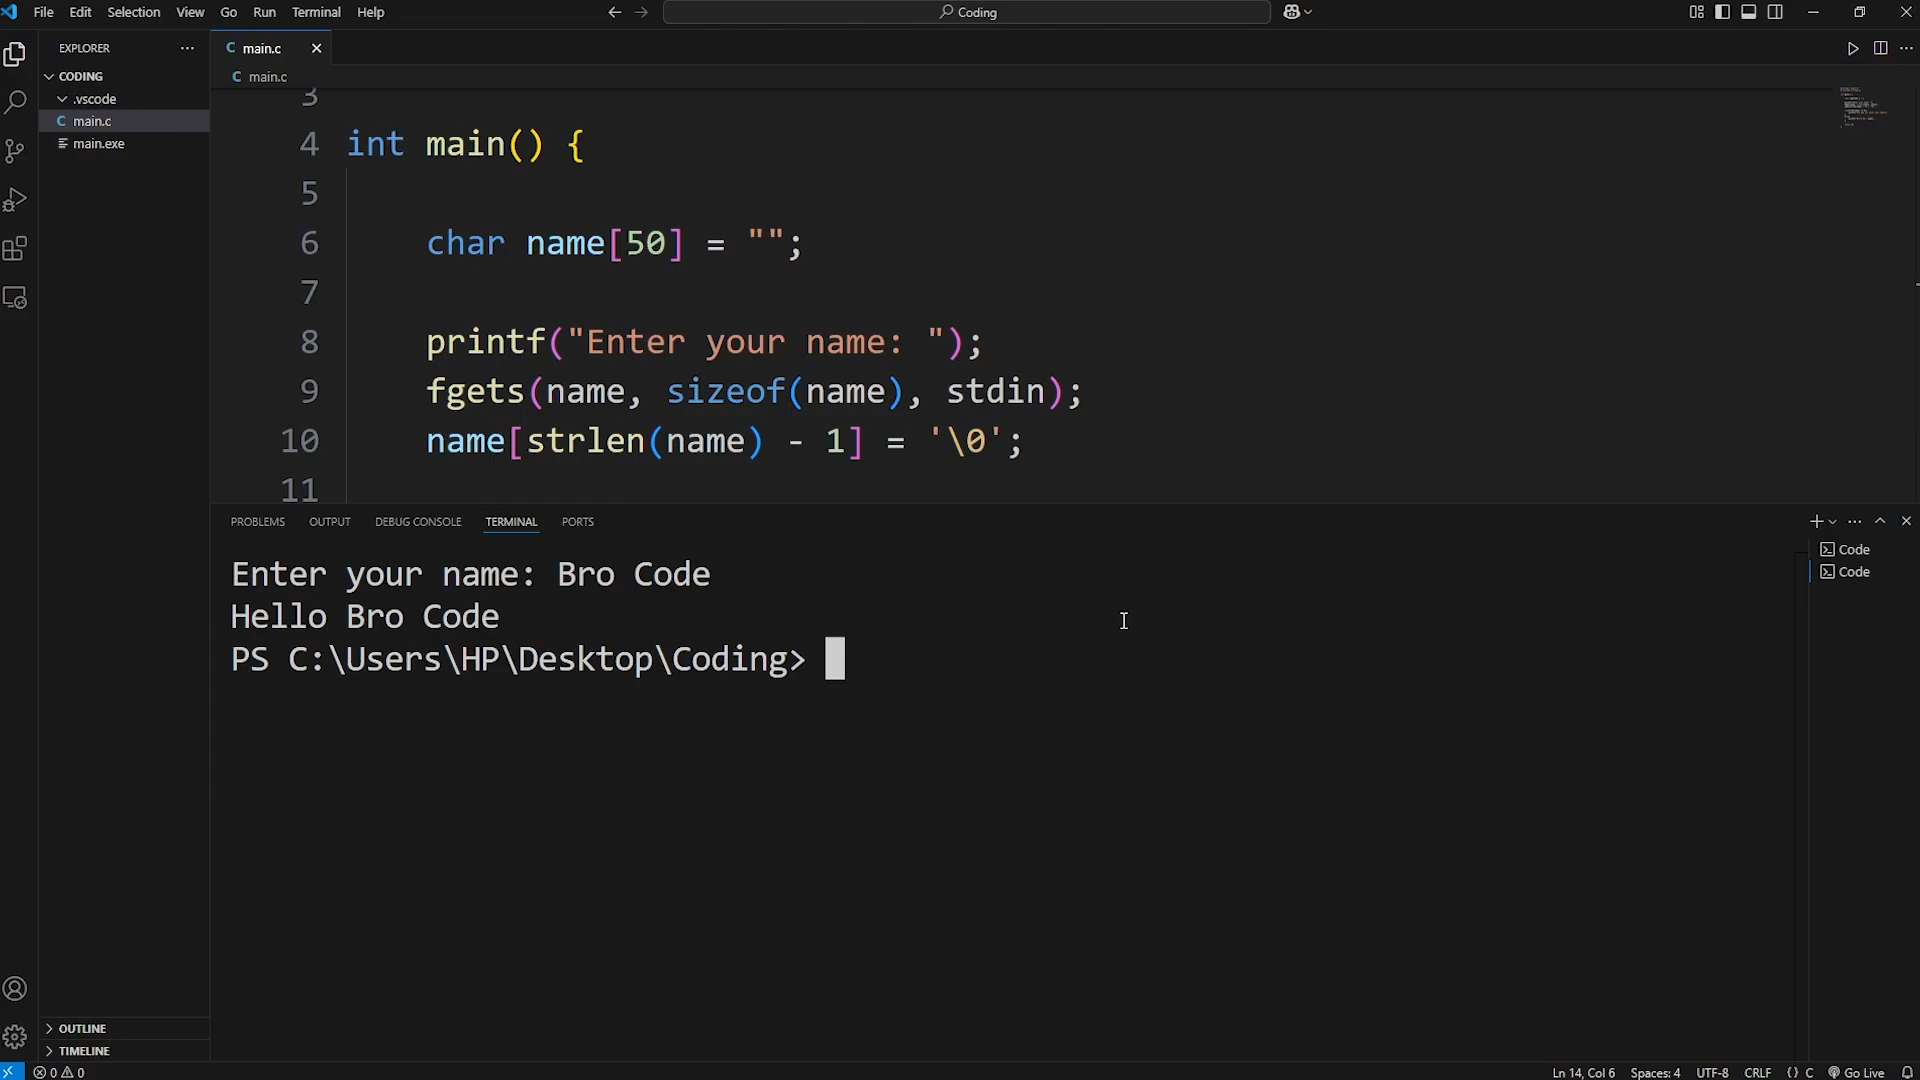 File Edit Selection View Go Run Terminal Help
Coding
EXPLORER
CODING
.vscode
C main.c
main.exe
OUTLINE
TIMELINE
C main.c
C main.c
3
4 int main() {
5
6 char name[50] = "";
7
8 printf("Enter your name: ");
9 fgets(name, sizeof(name), stdin);
10 name[strlen(name) - 1] = '\0';
11
PROBLEMS OUTPUT DEBUG CONSOLE TERMINAL PORTS
Enter your name: Bro Code
Hello Bro Code
PS C:\Users\HP\Desktop\Coding>
Code
Code
0 0
Ln 14, Col 6 Spaces: 4 UTF-8 CRLF {} C Go Live